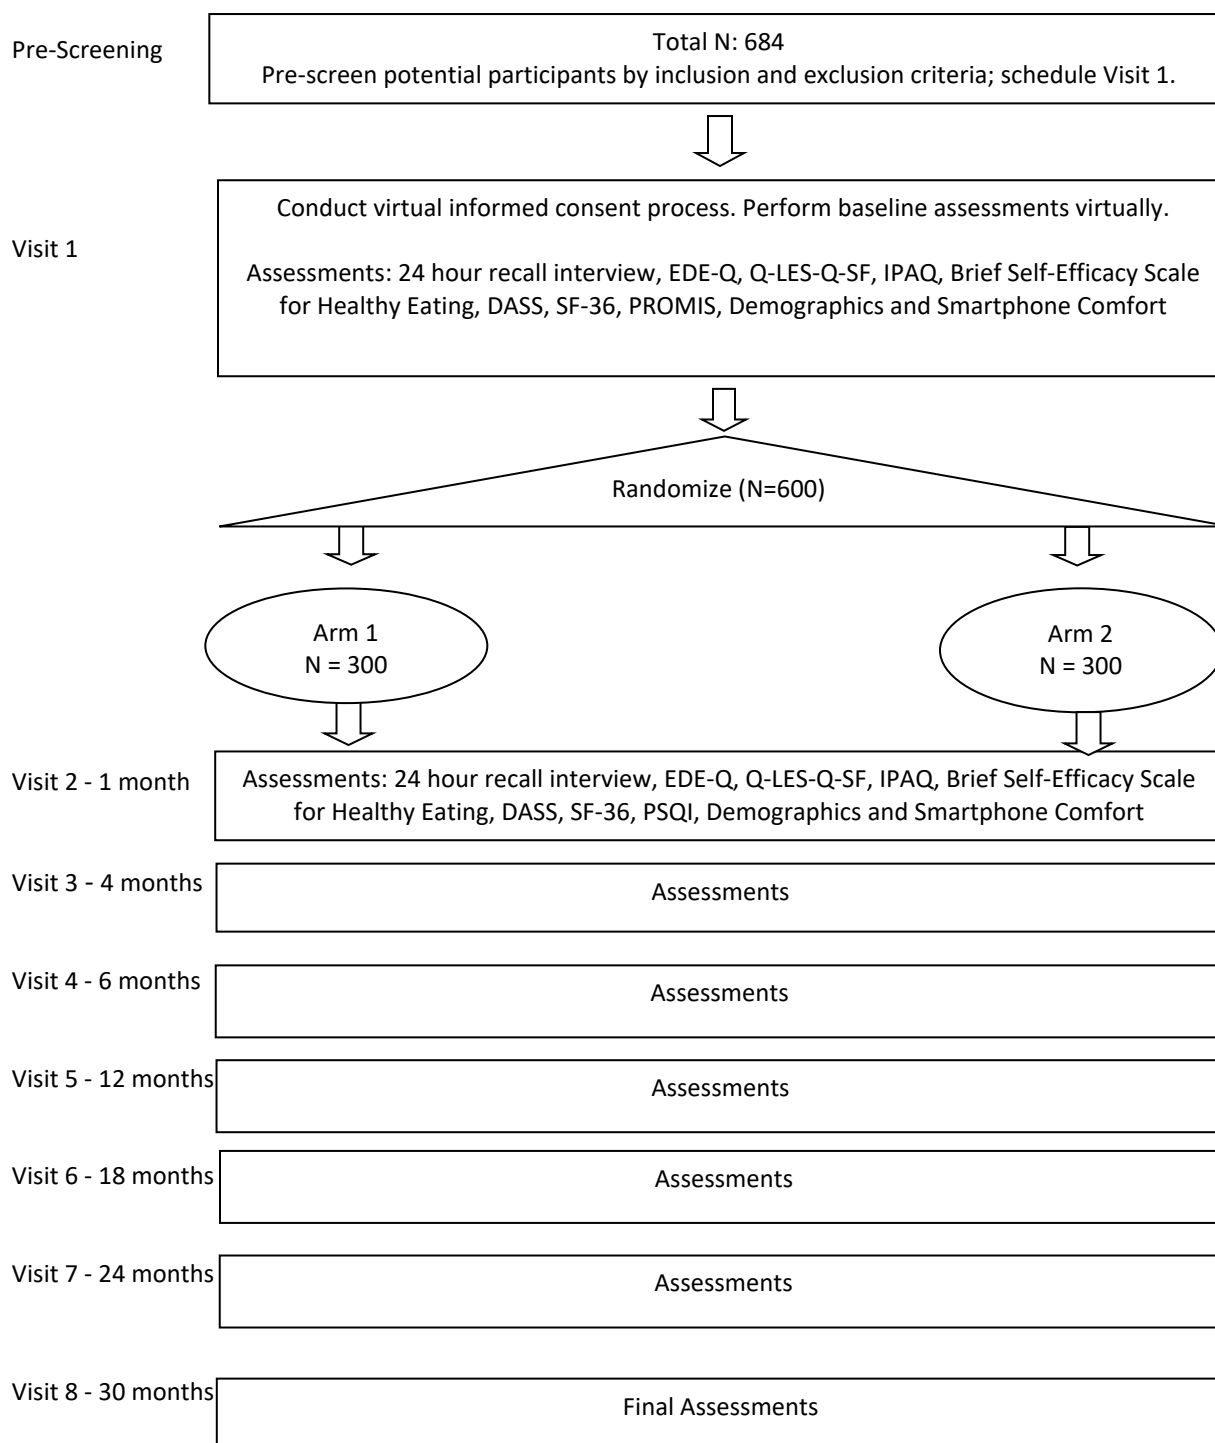 Pre-Screening
Total N: 684
Pre-screen potential participants by inclusion and exclusion criteria; schedule Visit 1.
Visit 1
Conduct virtual informed consent process. Perform baseline assessments virtually.
Assessments: 24 hour recall interview, EDE-Q, Q-LES-Q-SF, IPAQ, Brief Self-Efficacy Scale
for Healthy Eating, DASS, SF-36, PROMIS, Demographics and Smartphone Comfort
Randomize (N=600)
Arm 1
N = 300
Arm 2
N = 300
Visit 2 - 1 month
Assessments: 24 hour recall interview, EDE-Q, Q-LES-Q-SF, IPAQ, Brief Self-Efficacy Scale
for Healthy Eating, DASS, SF-36, PSQI, Demographics and Smartphone Comfort
Visit 3 - 4 months
Assessments
Visit 4 - 6 months
Assessments
Visit 5 - 12 months
Assessments
Visit 6 - 18 months
Assessments
Visit 7 - 24 months
Assessments
Visit 8 - 30 months
Final Assessments